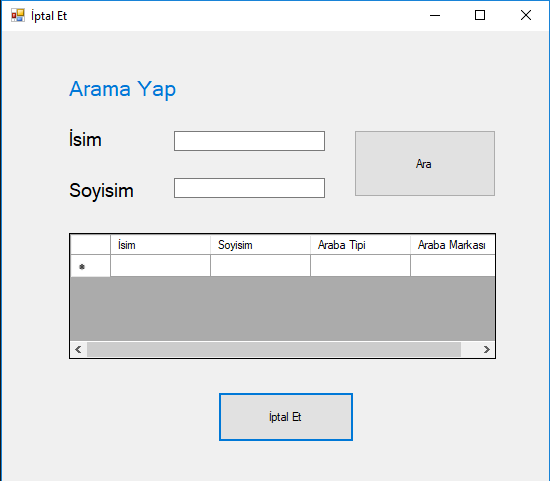 İptal Et
Arama Yap
İsim
Ara
Soyisim
İsim Soyisim Araba Tipi Araba Markası
İptal Et